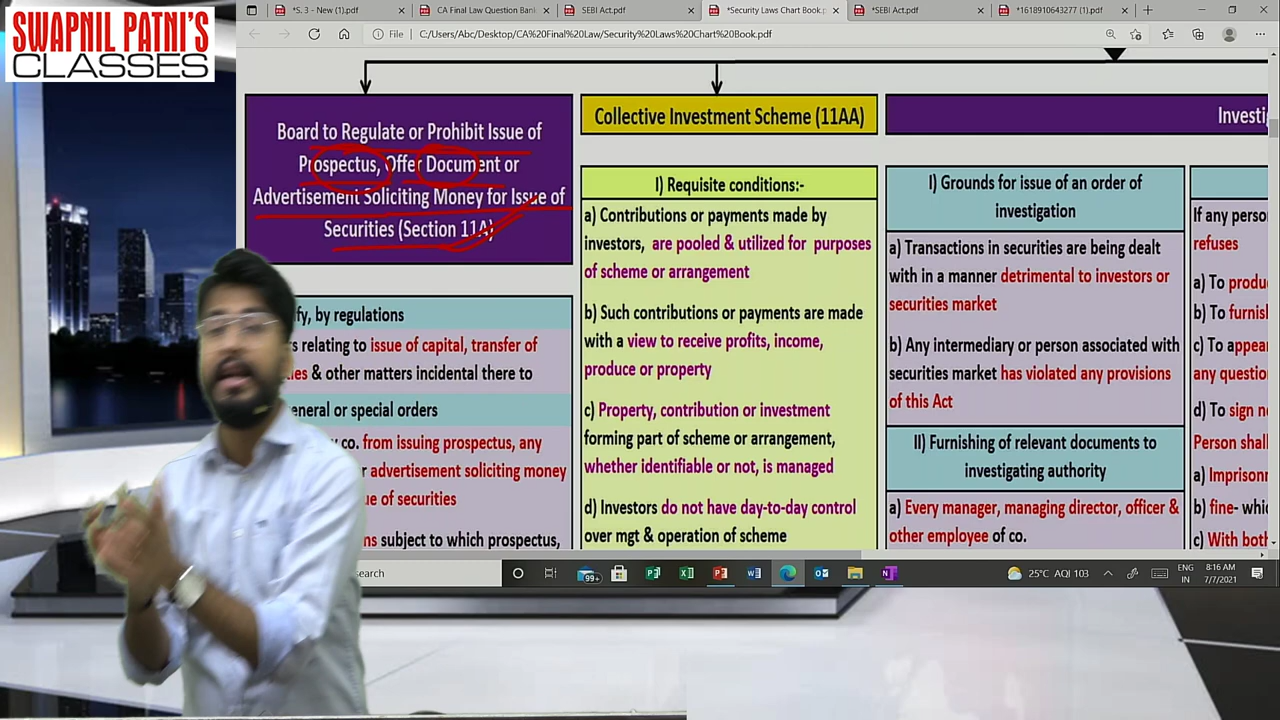 SWAPNIL PATNI'S
CLASSES
*S. 3 - New (1).pdf
CA Final Law Question Bank
SEBI Act.pdf
*Security Laws Chart Book.p
*SEBI Act.pdf
*1618910643277 (1).pdf
File
C:/Users/Abc/Desktop/CA%20Final%20Law/Security%20Laws%20Chart%20Book.pdf
Board to Regulate or Prohibit Issue of
Prospectus, Offer Document or
Advertisement Soliciting Money for Issue of
Securities (Section 11A)
fy, by regulations
s relating to issue of capital, transfer of
ies & other matters incidental there to
eneral or special orders
y co. from issuing prospectus, any
r advertisement soliciting money
ue of securities
ns subject to which prospectus,
Collective Investment Scheme (11AA)
I) Requisite conditions:-
a) Contributions or payments made by
investors, are pooled & utilized for purposes
of scheme or arrangement
b) Such contributions or payments are made
with a view to receive profits, income,
produce or property
c) Property, contribution or investment
forming part of scheme or arrangement,
whether identifiable or not, is managed
d) Investors do not have day-to-day control
over mgt & operation of scheme
Investi
I) Grounds for issue of an order of
investigation
a) Transactions in securities are being dealt
with in a manner detrimental to investors or
securities market
b) Any intermediary or person associated with
securities market has violated any provisions
of this Act
II) Furnishing of relevant documents to
investigating authority
a) Every manager, managing director, officer &
other employee of co.
If any perso
refuses
a) To produ
b) To furnish
c) To appear
any questio
d) To sign no
Person shall
a) Imprisonn
b) fine- whic
c) With both
earch
99+
25°C AQI 103
ENG
IN
8:16 AM
7/7/2021